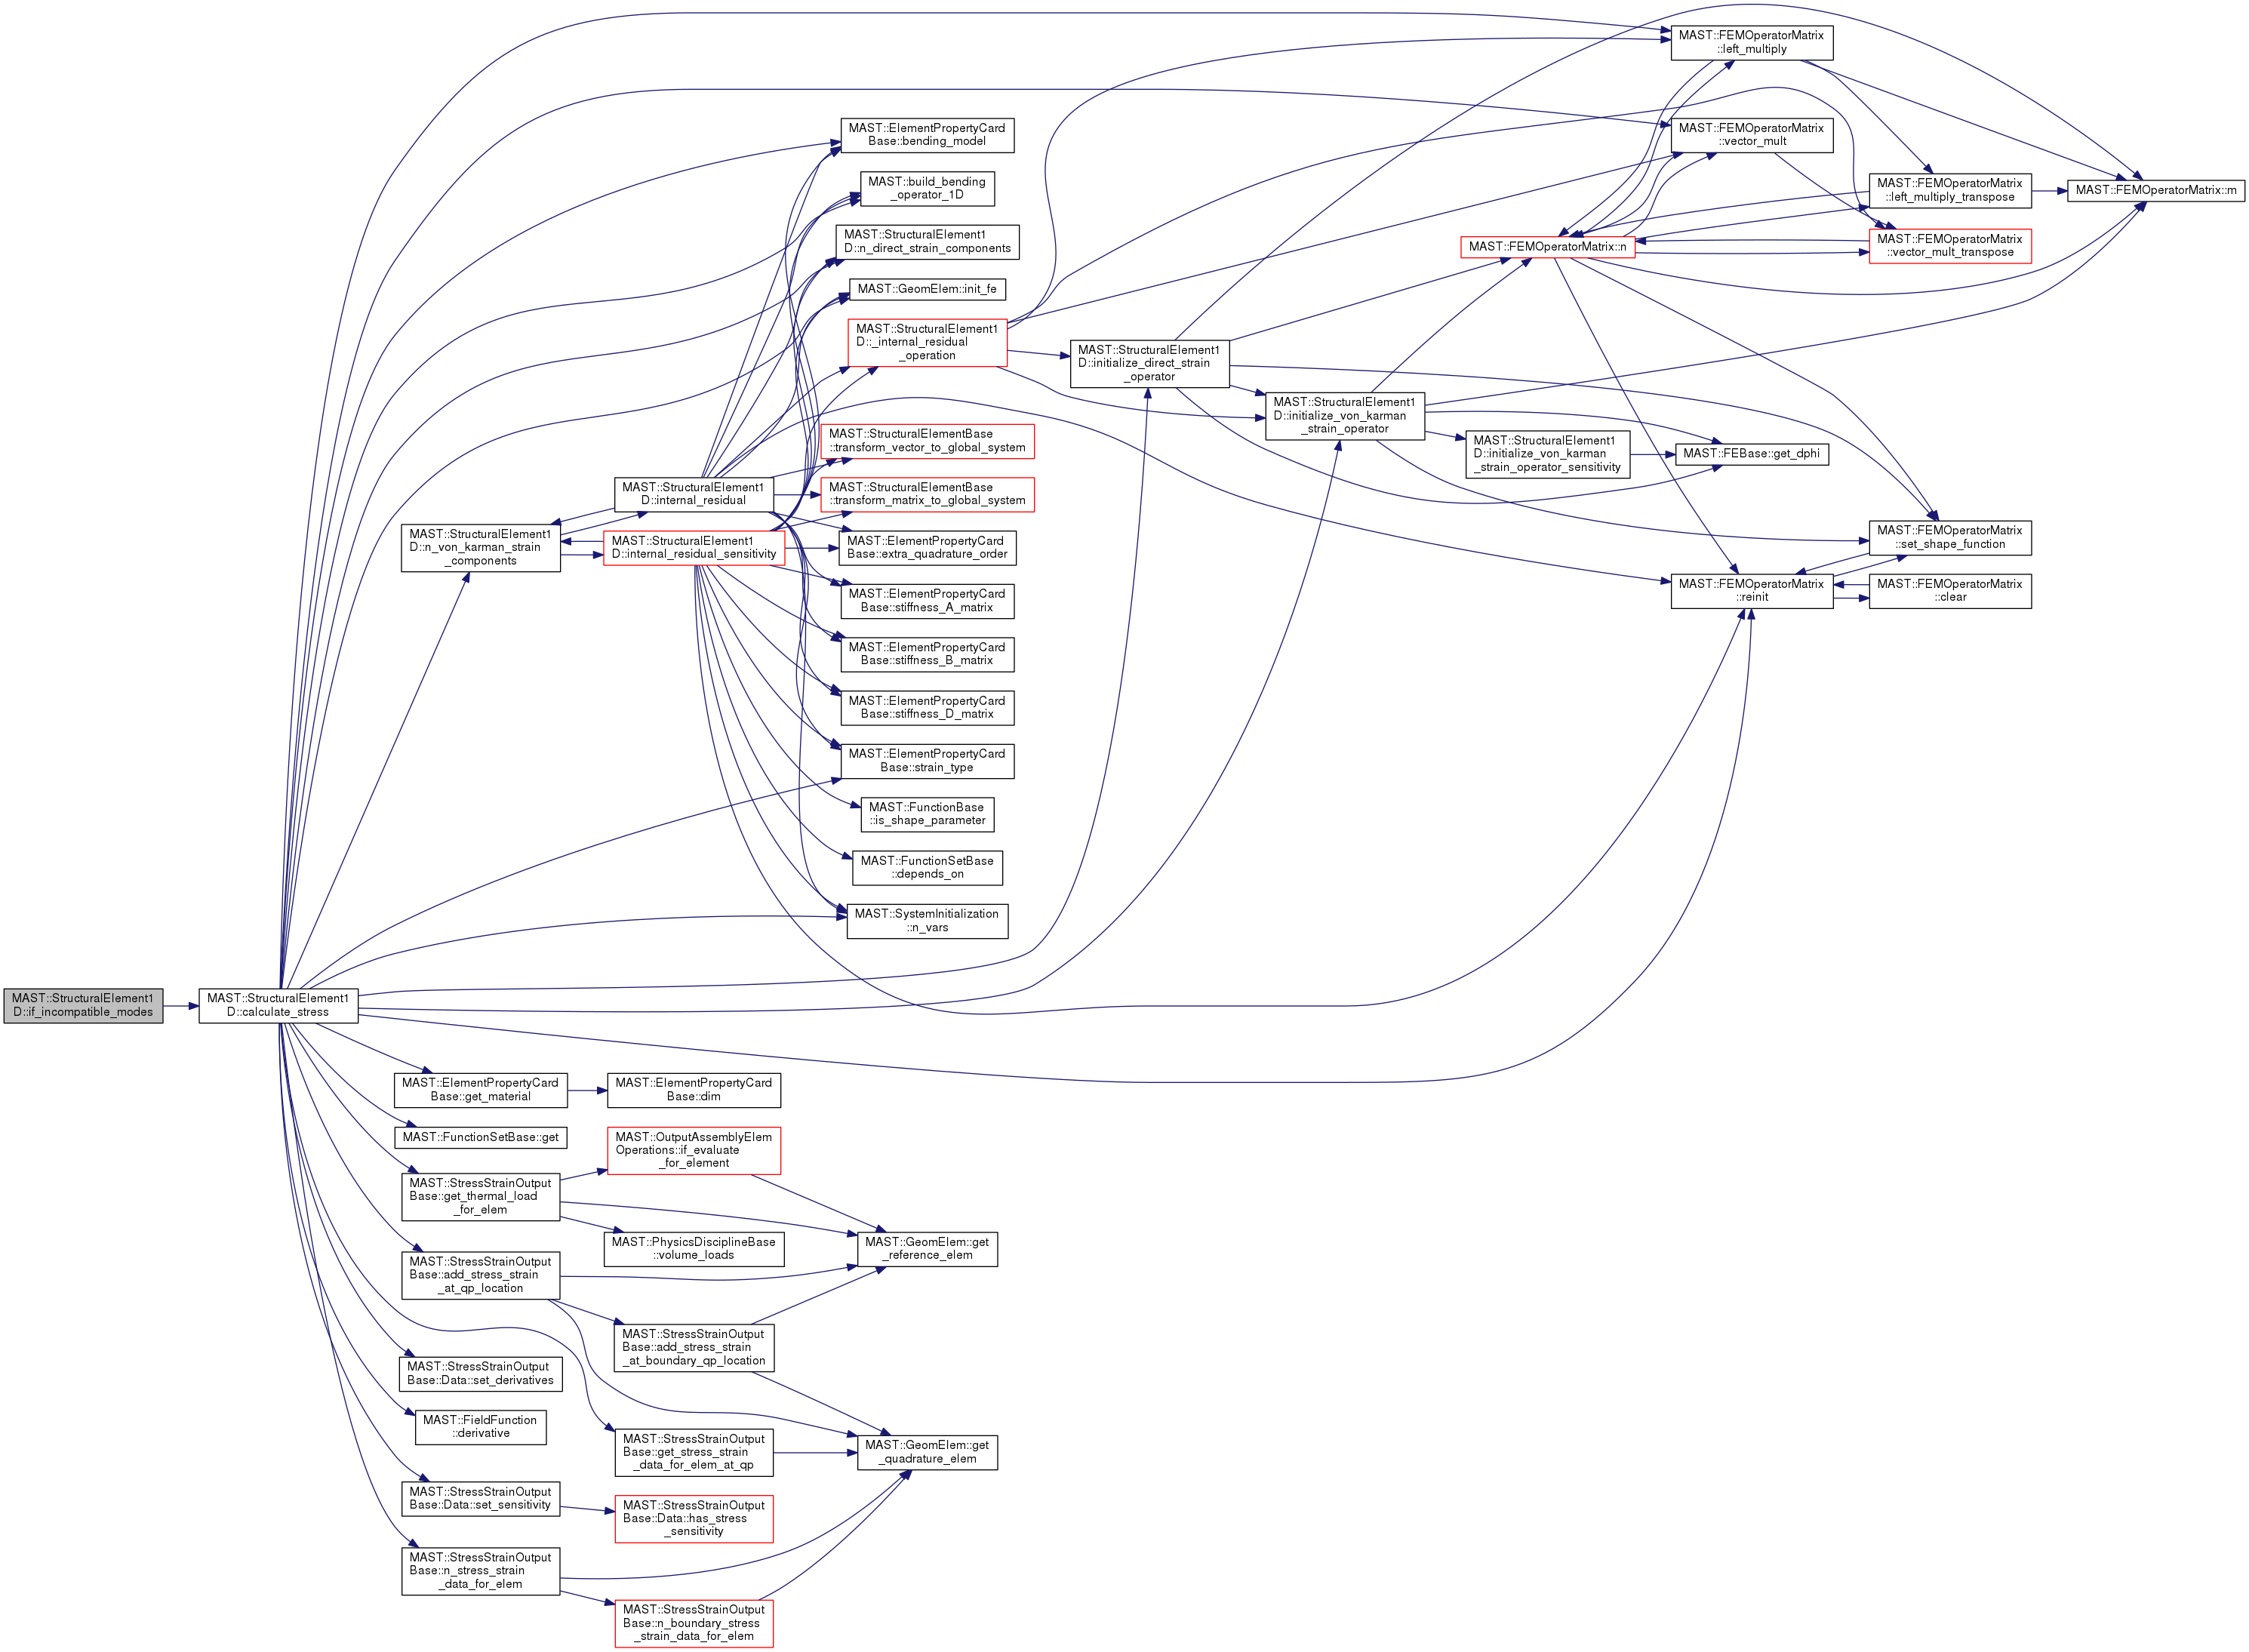 MAST::StructuralElement1
D::if_incompatible_modes
MAST::StructuralElement1
D::calculate_stress
MAST::StructuralElement1
D::n_von_karman_strain
_components
MAST::ElementPropertyCard
Base::get_material
MAST::FunctionSetBase::get
MAST::StressStrainOutput
Base::get_thermal_load
_for_elem
MAST::StressStrainOutput
Base::add_stress_strain
_at_qp_location
MAST::StressStrainOutput
Base::Data::set_derivatives
MAST::FieldFunction
::derivative
MAST::StressStrainOutput
Base::Data::set_sensitivity
MAST::StressStrainOutput
Base::n_stress_strain
_data_for_elem
MAST::StructuralElement1
D::internal_residual
MAST::StructuralElement1
D::internal_residual_sensitivity
MAST::ElementPropertyCard
Base::dim
MAST::OutputAssemblyElem
Operations::if_evaluate
_for_element
MAST::PhysicsDisciplineBase
::volume_loads
MAST::StressStrainOutput
Base::add_stress_strain
_at_boundary_qp_location
MAST::StressStrainOutput
Base::get_stress_strain
_data_for_elem_at_qp
MAST::StressStrainOutput
Base::Data::has_stress
_sensitivity
MAST::StressStrainOutput
Base::n_boundary_stress
_strain_data_for_elem
MAST::ElementPropertyCard
Base::bending_model
MAST::build_bending
_operator_1D
MAST::StructuralElement1
D::n_direct_strain_components
MAST::GeomElem::init_fe
MAST::StructuralElement1
D::_internal_residual
_operation
MAST::StructuralElementBase
::transform_vector_to_global_system
MAST::StructuralElementBase
::transform_matrix_to_global_system
MAST::ElementPropertyCard
Base::extra_quadrature_order
MAST::ElementPropertyCard
Base::stiffness_A_matrix
MAST::ElementPropertyCard
Base::stiffness_B_matrix
MAST::ElementPropertyCard
Base::stiffness_D_matrix
MAST::ElementPropertyCard
Base::strain_type
MAST::FunctionBase
::is_shape_parameter
MAST::FunctionSetBase
::depends_on
MAST::SystemInitialization
::n_vars
MAST::GeomElem::get
_reference_elem
MAST::GeomElem::get
_quadrature_elem
MAST::StructuralElement1
D::initialize_direct_strain
_operator
MAST::StructuralElement1
D::initialize_von_karman
_strain_operator
MAST::StructuralElement1
D::initialize_von_karman
_strain_operator_sensitivity
MAST::FEMOperatorMatrix::n
MAST::FEMOperatorMatrix
::left_multiply
MAST::FEMOperatorMatrix
::vector_mult
MAST::FEBase::get_dphi
MAST::FEMOperatorMatrix
::reinit
MAST::FEMOperatorMatrix
::left_multiply_transpose
MAST::FEMOperatorMatrix
::vector_mult_transpose
MAST::FEMOperatorMatrix
::set_shape_function
MAST::FEMOperatorMatrix
::clear
MAST::FEMOperatorMatrix::m